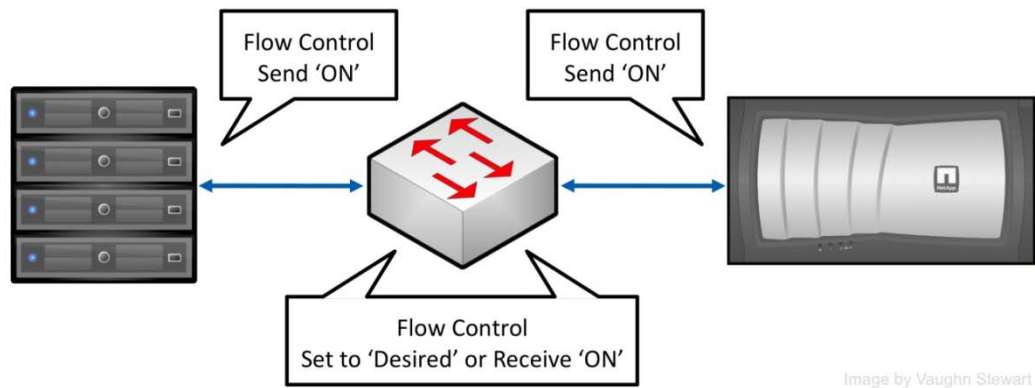 Flow Control
Send ‘ON’
Flow Control
Send ‘ON’
NetApp
Flow Control
Set to ‘Desired’ or Receive ‘ON’
Image by Vaughn Stewart